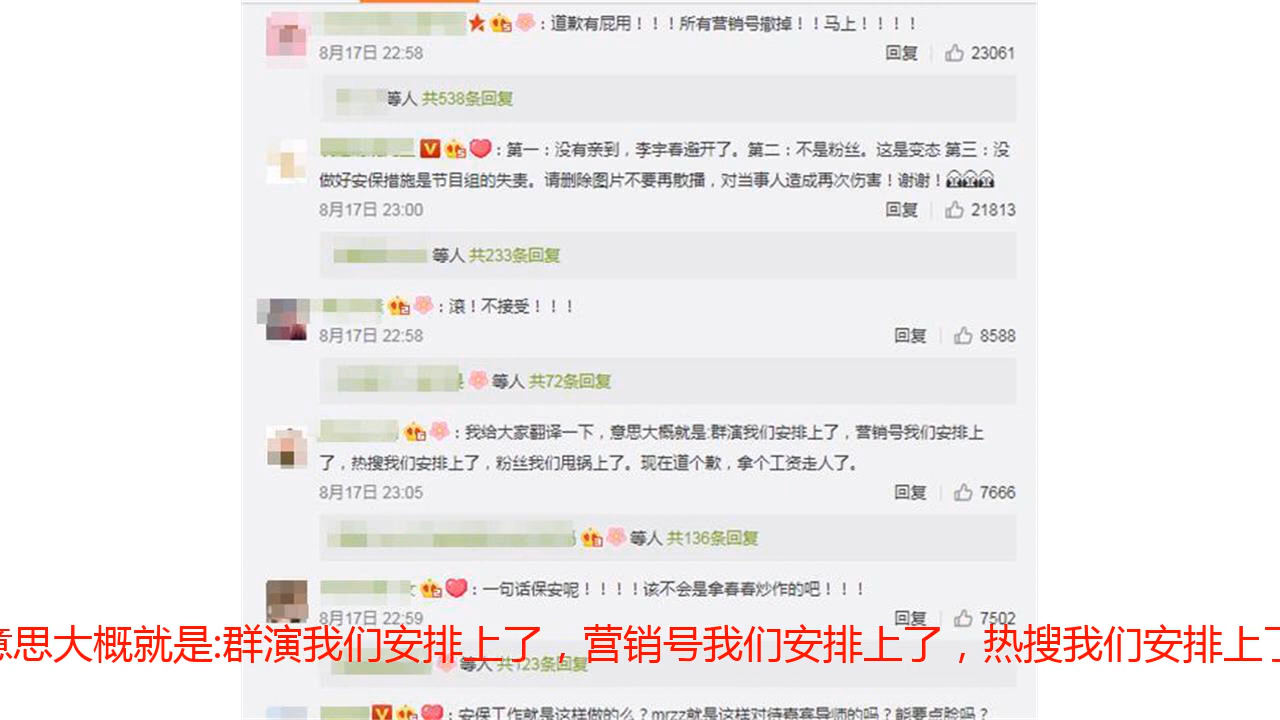 ：道歉有屁用！！！所有营销号撤掉！！马上！！！！
8月17日 22:58 回复 23061
等人 共538条回复
：第一：没有亲到，李宇春避开了。第二：不是粉丝。这是变态 第三：没
做好安保措施是节目组的失责。请删除图片不要再散播，对当事人造成再次伤害！谢谢！
8月17日 23:00 回复 21813
等人 共233条回复
：滚！不接受！！！
8月17日 22:58 回复 8588
等人 共72条回复
：我给大家翻译一下，意思大概就是:群演我们安排上了，营销号我们安排上
了，热搜我们安排上了，粉丝我们甩锅上了。现在道个歉，拿个工资走人了。
8月17日 23:05 回复 7666
等人 共136条回复
：一句话保安呢！！！！该不会是拿春春炒作的吧！！！
8月17日 22:59 回复 7502
意思大概就是:群演我们安排上了，营销号我们安排上了，热搜我们安排上了
等人 共123条回复
：安保工作就是这样做的么？mrzz就是这样对待嘉宾导师的吗？能要点脸吗？